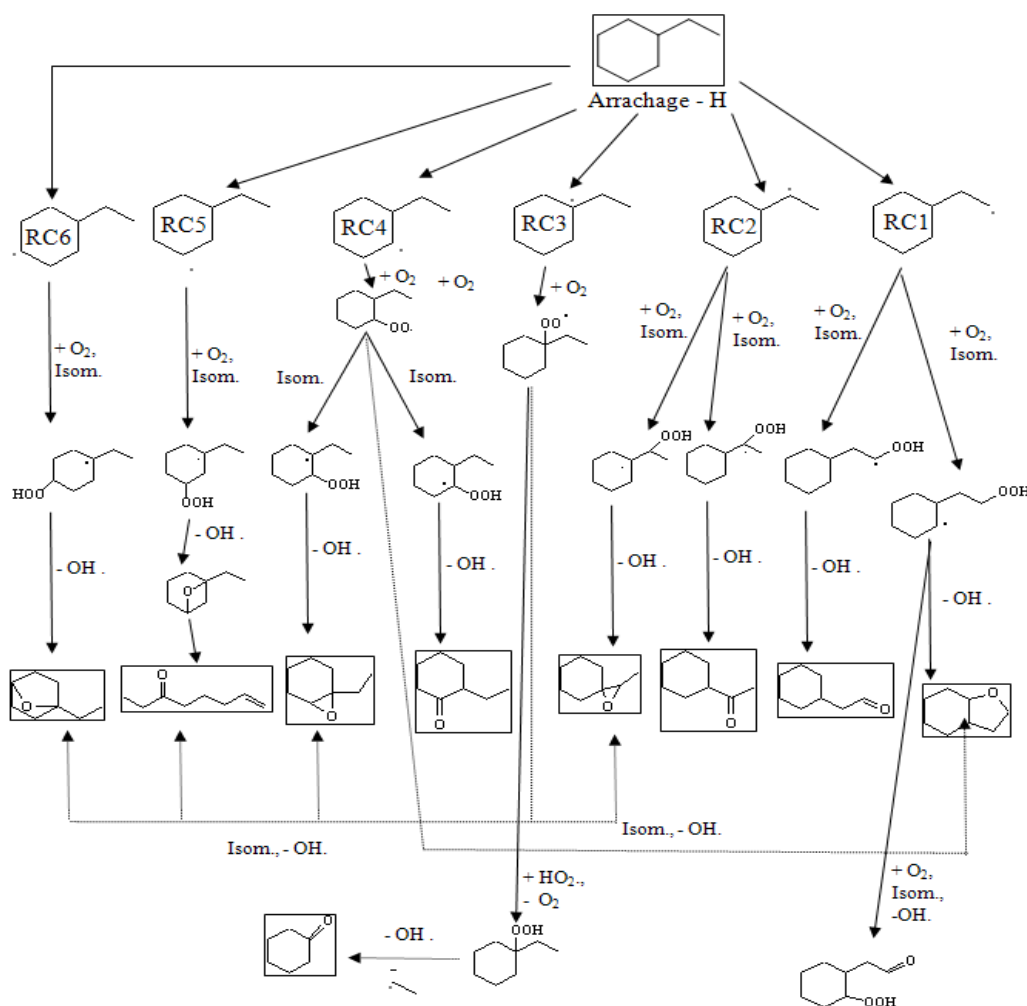 Arrachage - H
RC6
RC5
RC4
RC3
RC2
RC1
+ O₂
+ O₂
OO.
+ O₂
OO•
+ O₂,
Isom.
+ O₂,
Isom.
Isom.
Isom.
+ O₂,
Isom.
+ O₂,
Isom.
+ O₂,
Isom.
+ O₂,
Isom.
HOO
OOH
OOH
OOH
OOH
OOH
OOH
OOH
- OH .
- OH .
- OH .
- OH .
- OH .
- OH .
- OH .
- OH .
O
O
O
O
O
O
O
O
O
Isom., - OH.
Isom., - OH.
+ HO₂.,
- O₂
+ O₂,
Isom.,
-OH.
O
- OH .
OOH
O
OOH